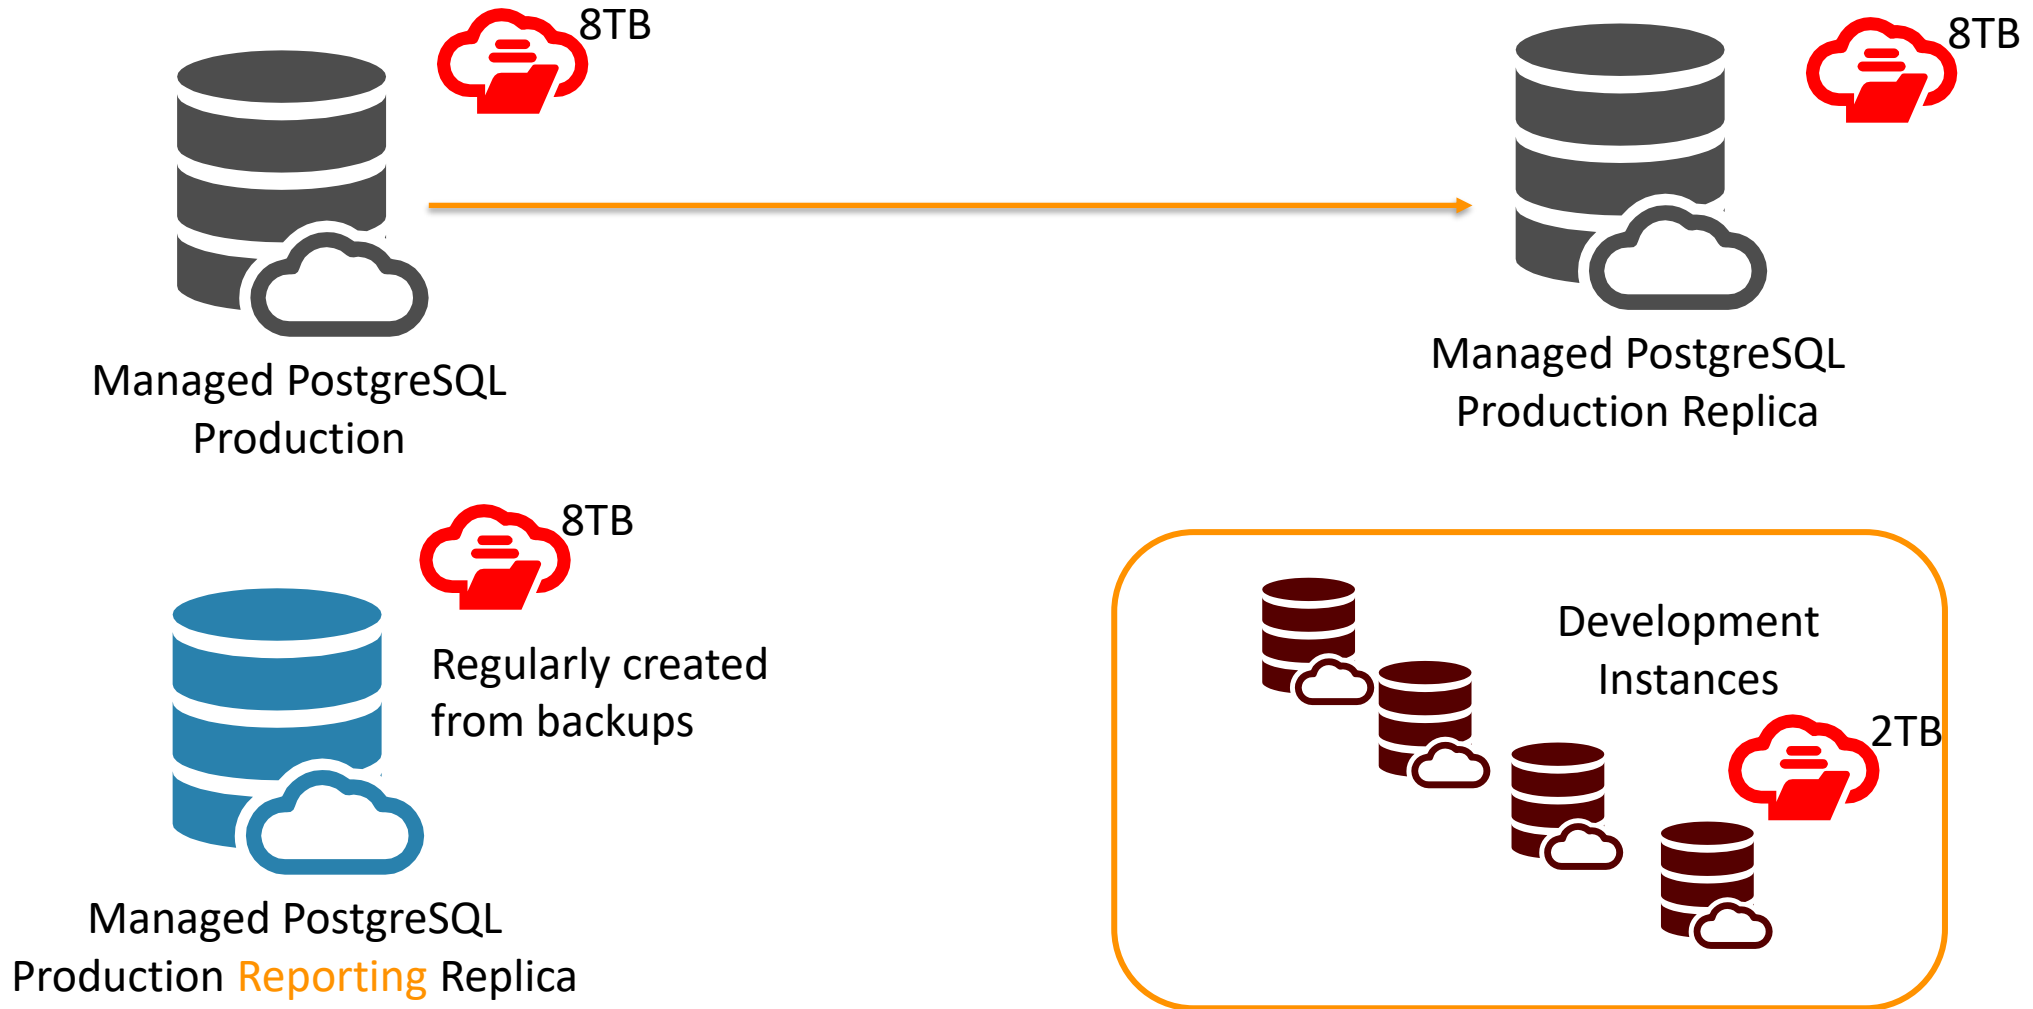 8TB
Managed PostgreSQL
Production
8TB
Managed PostgreSQL
Production Replica
8TB
Regularly created
from backups
Managed PostgreSQL
Production Reporting Replica
Development
Instances
2TB